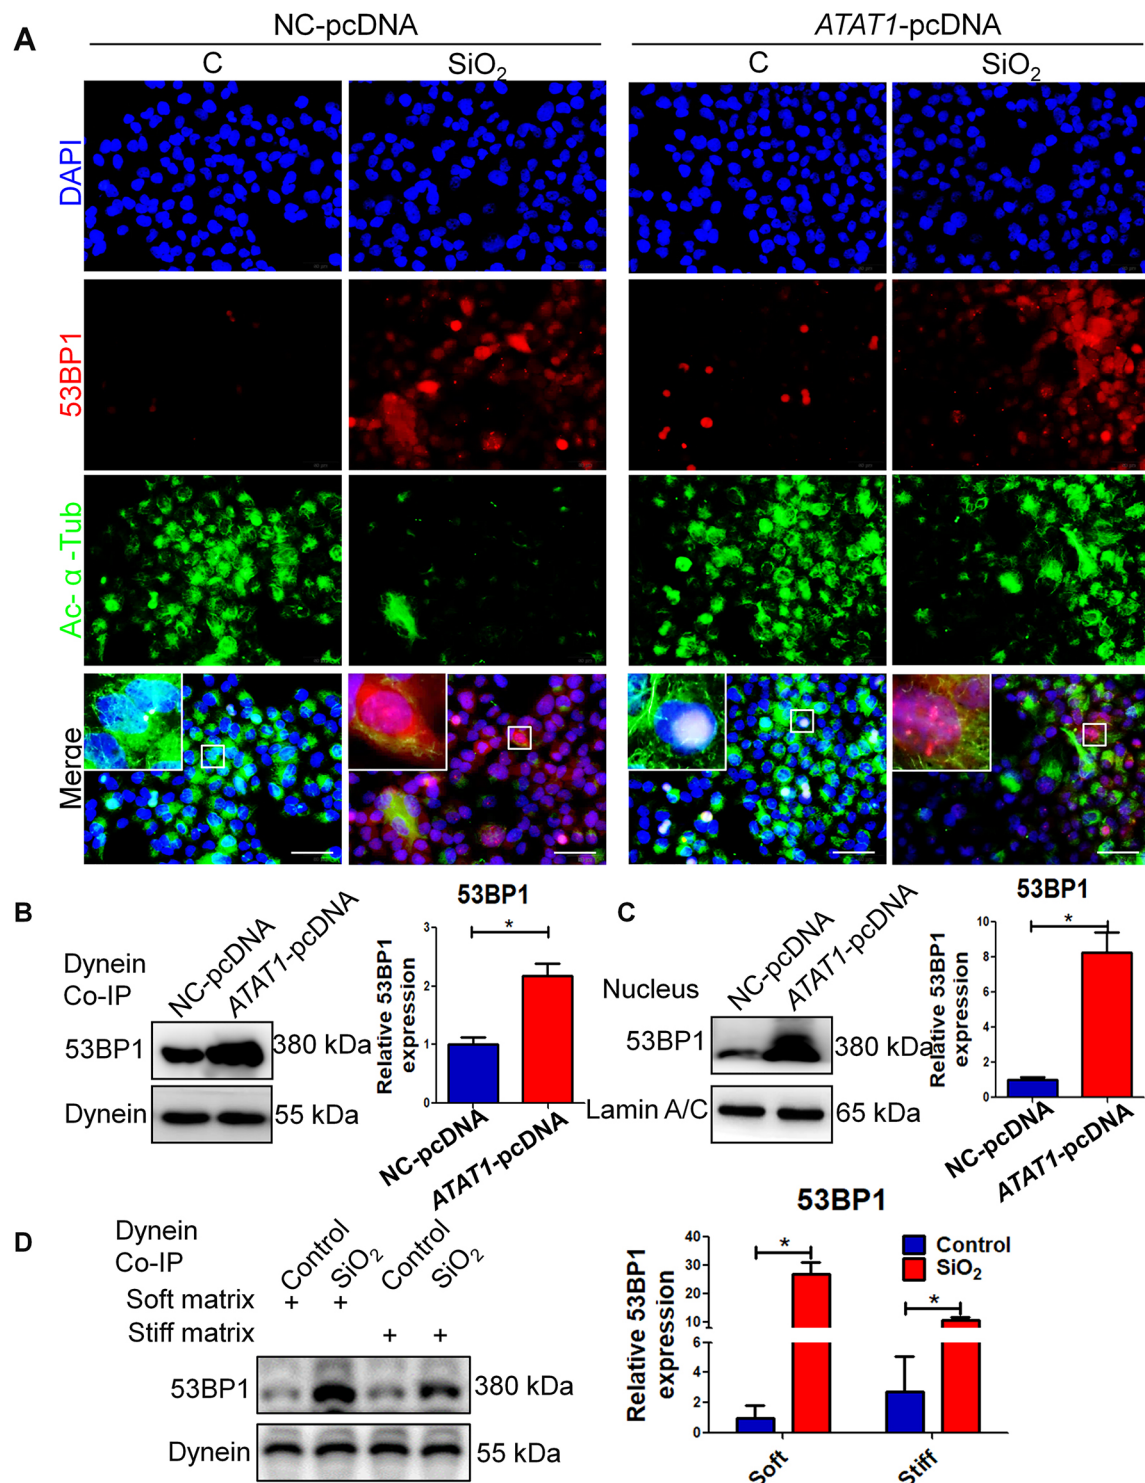 A
NC-pcDNA
ATAT1-pcDNA
C
SiO2
C
SiO2
DAPI
53BP1
Ac- α -Tub
Merge
B
Dynein
Co-IP
NC-pcDNA
ATAT1-pcDNA
53BP1
380 kDa
Dynein
55 kDa
53BP1
Relative 53BP1
expression
3
2
1
0
NC-pcDNA
ATAT1-pcDNA
*
C
Nucleus
NC-pcDNA
ATAT1-pcDNA
53BP1
380 kDa
Lamin A/C
65 kDa
53BP1
Relative 53BP1
expression
10
8
6
4
2
0
NC-pcDNA
ATAT1-pcDNA
*
D
Dynein
Co-IP
Control
SiO2
Control
SiO2
Soft matrix + +
Stiff matrix + +
53BP1
380 kDa
Dynein
55 kDa
53BP1
Relative 53BP1
expression
40
30
20
10
6
4
2
0
Soft
Stiff
*
*
Control
SiO2